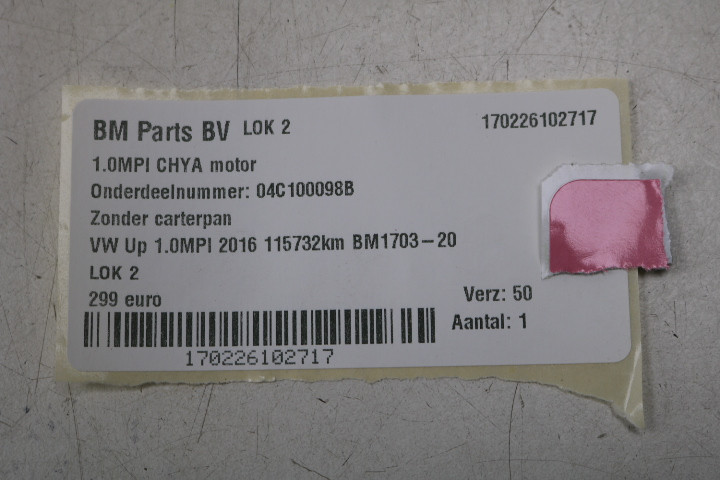 BM Parts BV LOK 2 170226102717
1.0MPI CHYA motor
Onderdeelnummer: 04C100098B
Zonder carterpan
VW Up 1.0MPI 2016 115732km BM1703-20
LOK 2
299 euro Verz: 50
Aantal: 1
170226102717